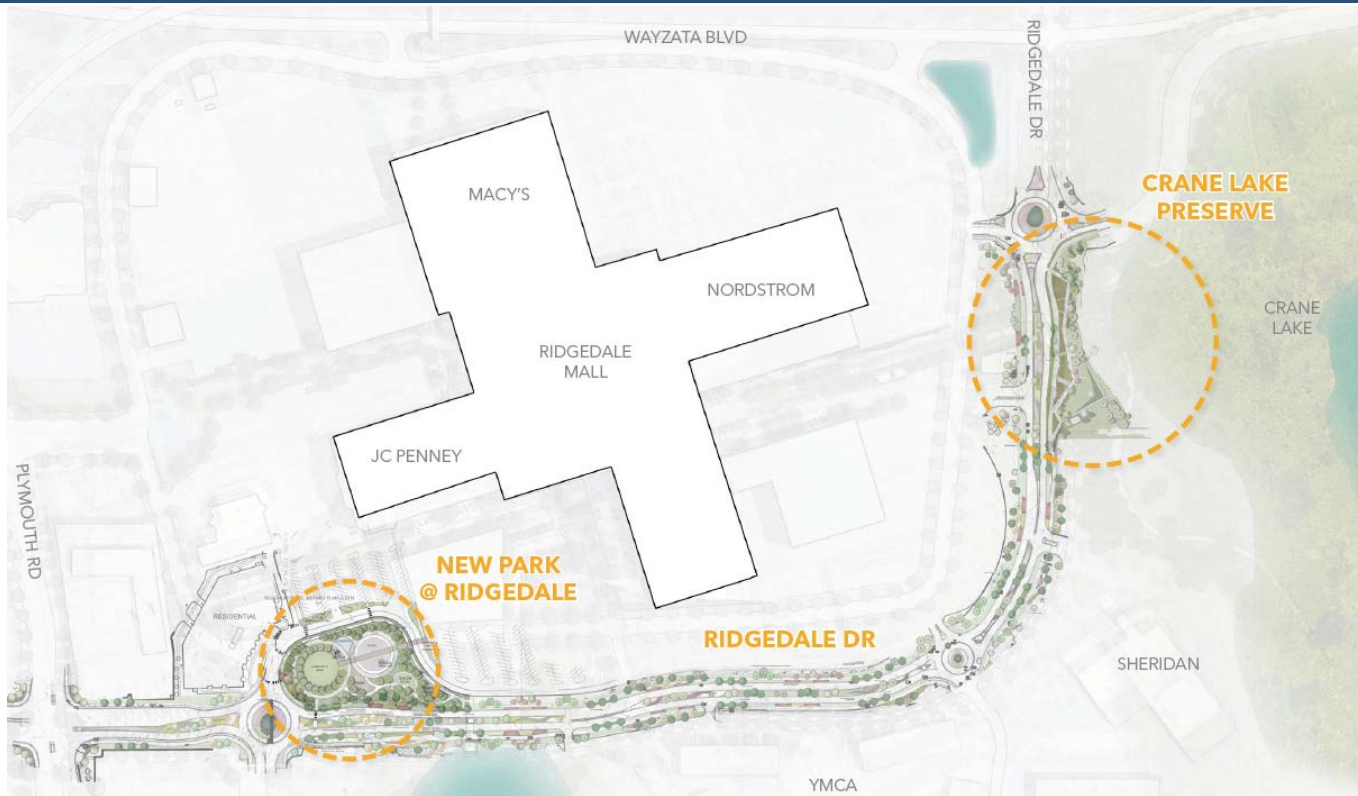 WAYZATA BLVD
RIDGEDALE DR
MACY'S
CRANE LAKE
PRESERVE
NORDSTROM
CRANE
LAKE
RIDGEDALE
MALL
JC PENNEY
PLYMOUTH RD
NEW PARK
@ RIDGEDALE
RESIDENTIAL
RIDGEDALE DR
SHERIDAN
YMCA